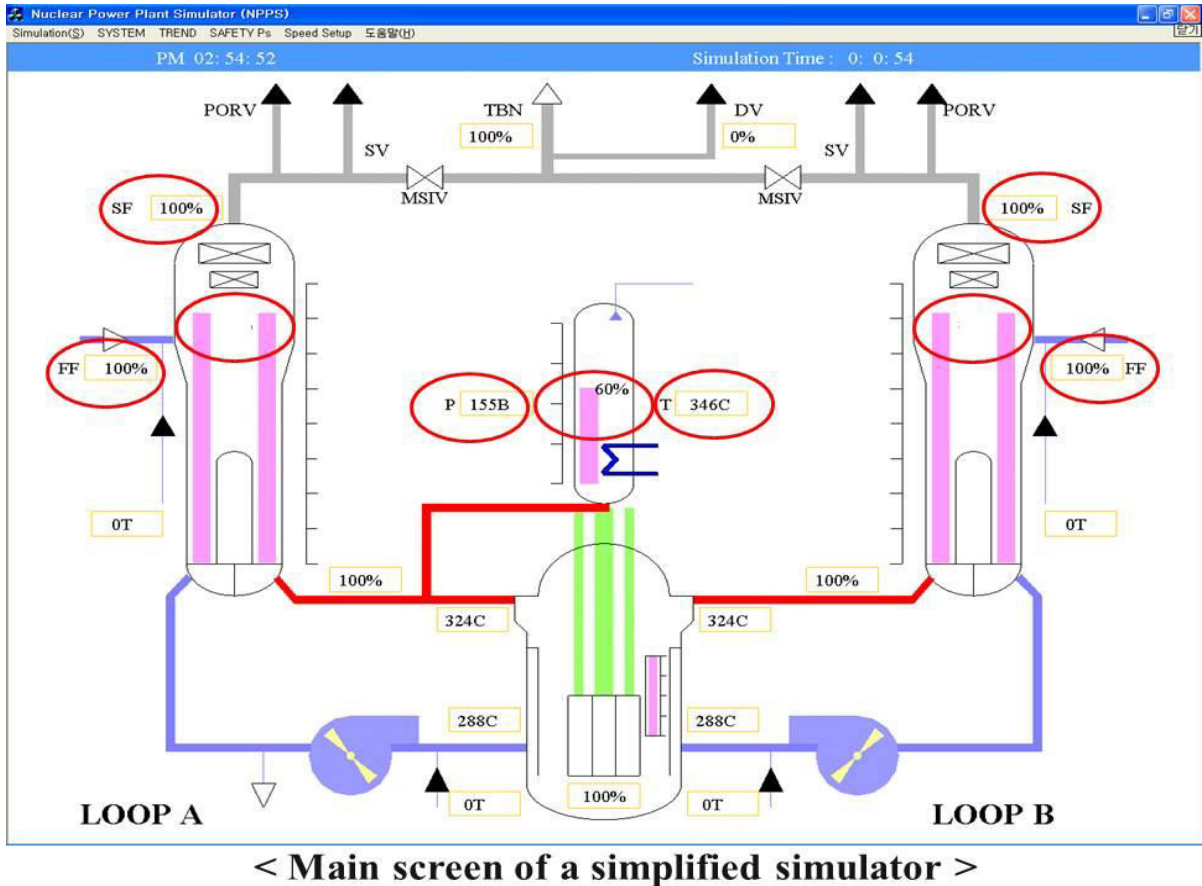 Nuclear Power Plant Simulator (NPPS)
Simulation(S) SYSTEM TREND SAFETY Ps Speed Setup 도움말(H)
닫기
PM 02: 54: 52 Simulation Time : 0: 0: 54
PORV TBN DV PORV
100% 0%
SV SV
MSIV MSIV
SF 100% 100% SF
FF 100% 100% FF
P 155B 60% T 346C
0T 0T
100% 100%
324C 324C
288C 288C
0T 100% 0T
LOOP A LOOP B
< Main screen of a simplified simulator >